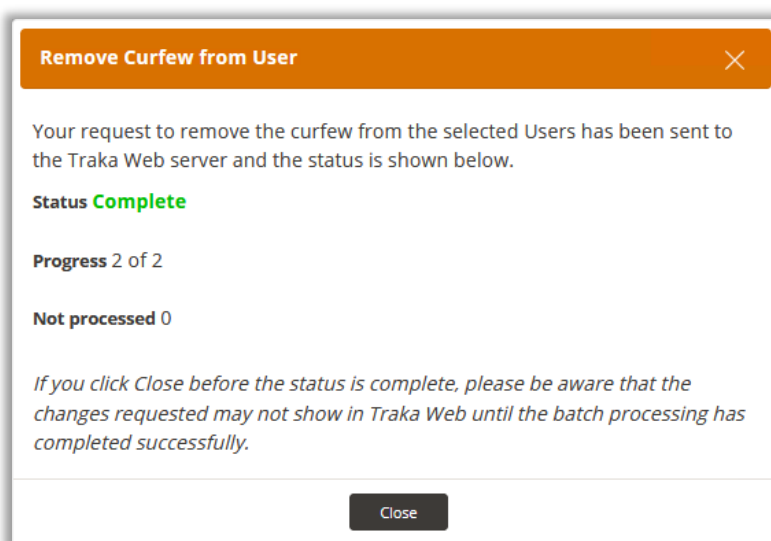 Remove Curfew from User
Your request to remove the curfew from the selected Users has been sent to
the Traka Web server and the status is shown below.
Status Complete
Progress 2 of 2
Not processed 0
If you click Close before the status is complete, please be aware that the
changes requested may not show in Traka Web until the batch processing has
completed successfully.
Close